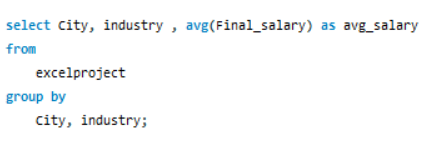 select City, industry , avg(Final_salary) as avg_salary
from
excelproject
group by
City, industry;